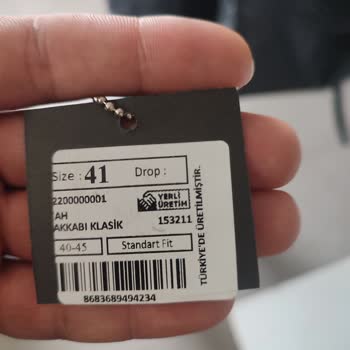 Size : 41 Drop :
2200000001
YERLİ ÜRETİM
AH
AKKABI KLASİK 153211
40-45 Standart Fit
8683689494234
TÜRKİYE'DE ÜRETİLMİŞTİR.